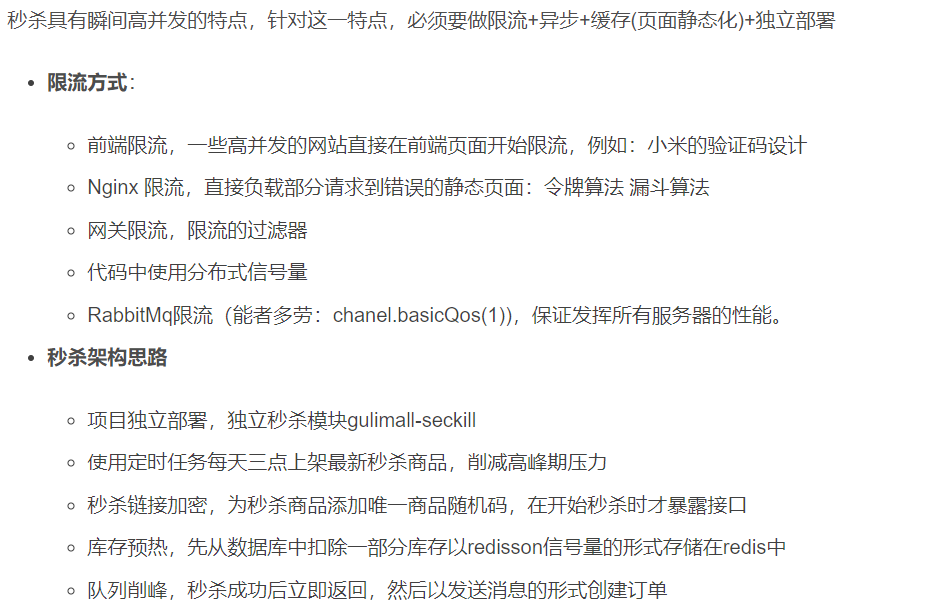 秒杀具有瞬间高并发的特点，针对这一特点，必须要做限流+异步+缓存(页面静态化)+独立部署
限流方式：
前端限流，一些高并发的网站直接在前端页面开始限流，例如：小米的验证码设计
Nginx 限流，直接负载部分请求到错误的静态页面：令牌算法 漏斗算法
网关限流，限流的过滤器
代码中使用分布式信号量
RabbitMq限流（能者多劳：chanel.basicQos(1)），保证发挥所有服务器的性能。
秒杀架构思路
项目独立部署，独立秒杀模块gulimall-seckill
使用定时任务每天三点上架最新秒杀商品，削减高峰期压力
秒杀链接加密，为秒杀商品添加唯一商品随机码，在开始秒杀时才暴露接口
库存预热，先从数据库中扣除一部分库存以redisson信号量的形式存储在redis中
队列削峰，秒杀成功后立即返回，然后以发送消息的形式创建订单